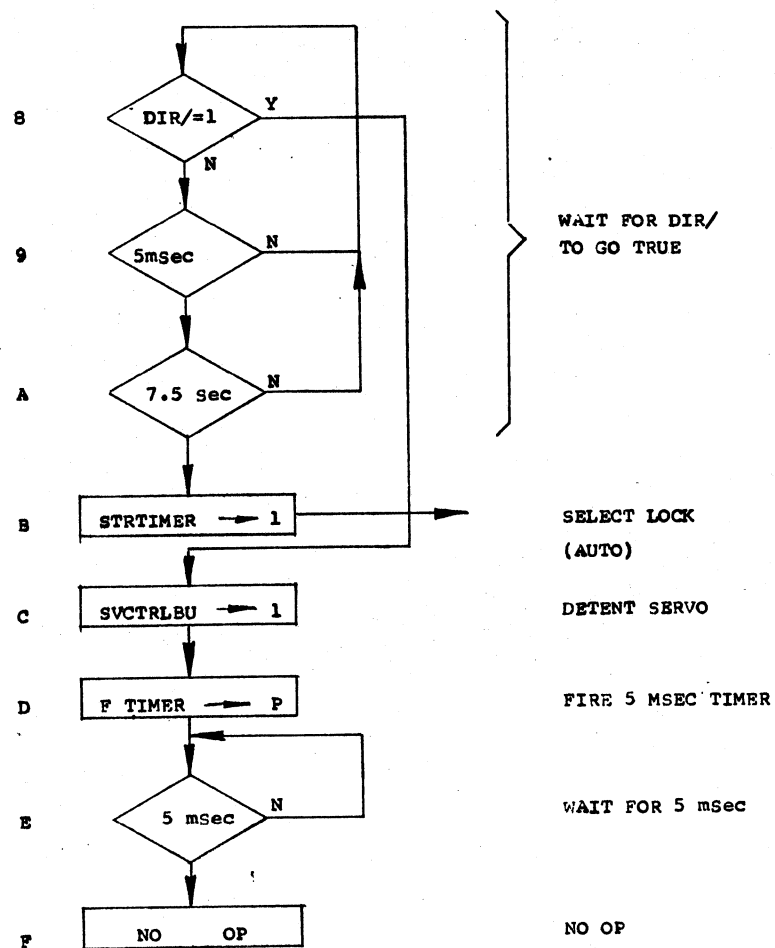 8 DIR/=1 Y
N
WAIT FOR DIR/
9 5msec N
TO GO TRUE
A 7.5 sec N
B STRTIMER → 1 SELECT LOCK
(AUTO)
C SVCTRLBU → 1 DETENT SERVO
D F TIMER → P FIRE 5 MSEC TIMER
E 5 msec N WAIT FOR 5 msec
F NO OP NO OP